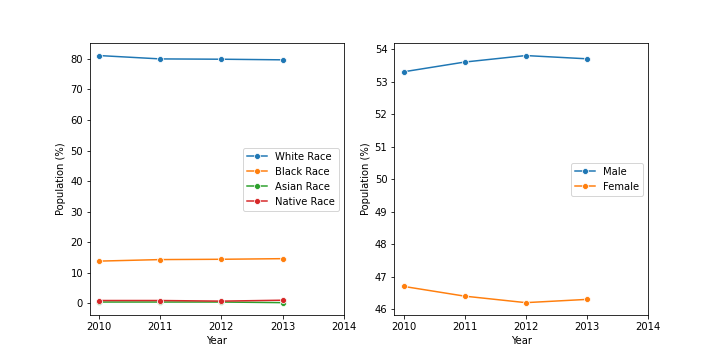 80
70
60
50
40
30
20
10
0
Population (%)
2010 2011 2012 2013 2014
Year
White Race
Black Race
Asian Race
Native Race
54
53
52
51
50
49
48
47
46
Population (%)
2010 2011 2012 2013 2014
Year
Male
Female